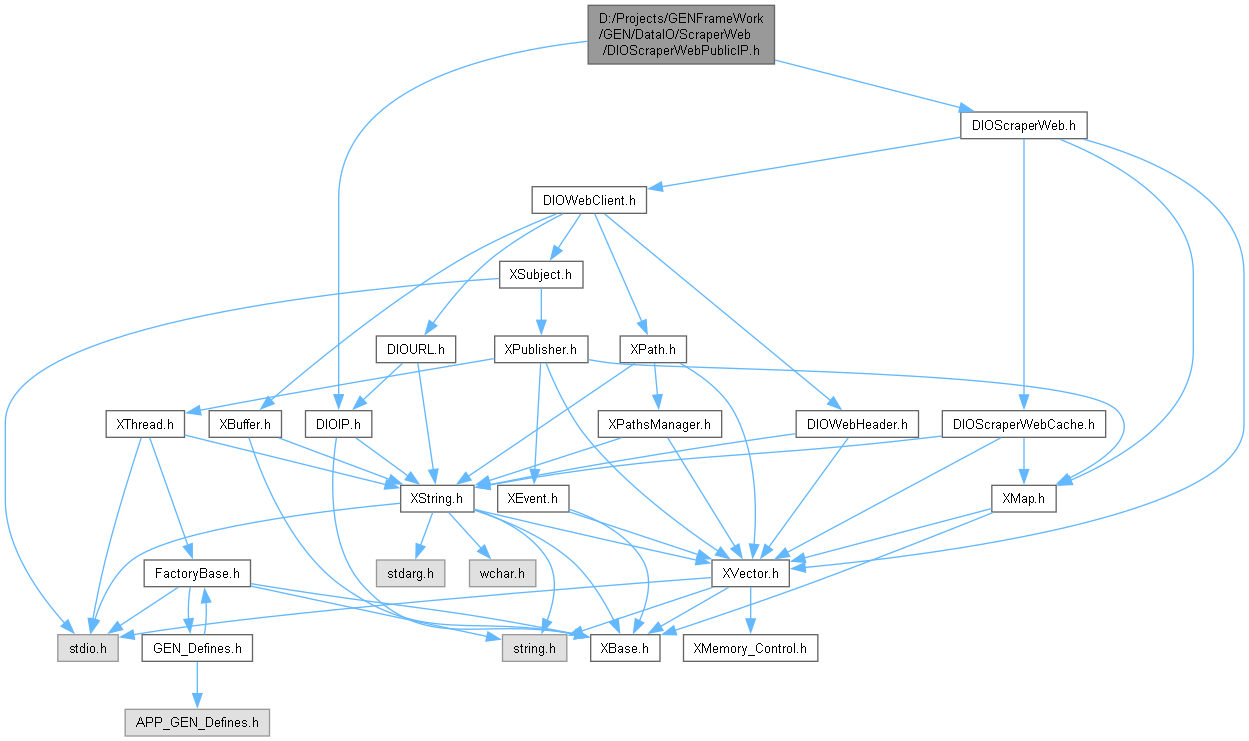 D:/Projects/GENFrameWork
/GEN/DataIO/ScraperWeb
/DIOScraperWebPublicIP.h
DIOScraperWeb.h
DIOWebClient.h
XSubject.h
DIOURL.h
XPublisher.h
XPath.h
XThread.h
XBuffer.h
DIOIP.h
XPathsManager.h
DIOWebHeader.h
DIOScraperWebCache.h
XString.h
XEvent.h
XMap.h
stdarg.h
wchar.h
FactoryBase.h
XVector.h
stdio.h
GEN_Defines.h
string.h
XBase.h
XMemory_Control.h
APP_GEN_Defines.h